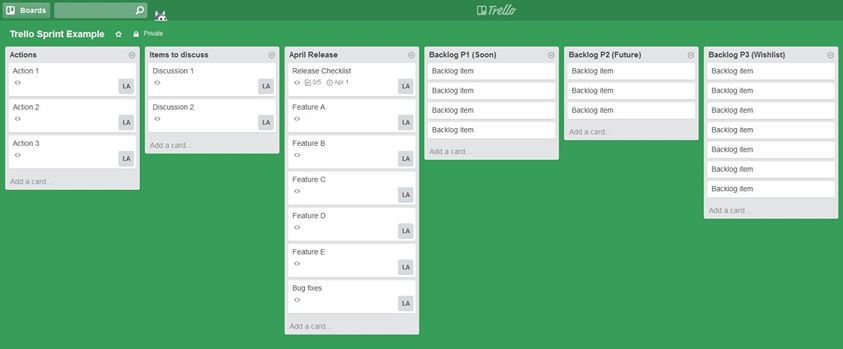 Boards
Trello
Trello Sprint Example
Private
Actions
Action 1
LA
Action 2
LA
Action 3
LA
Add a card...
Items to discuss
Discussion 1
LA
Discussion 2
LA
Add a card...
April Release
Release Checklist
0/5 Apr 1
LA
Feature A
LA
Feature B
LA
Feature C
LA
Feature D
LA
Feature E
LA
Bug fixes
LA
Add a card...
Backlog P1 (Soon)
Backlog item
Backlog item
Backlog item
Backlog item
Add a card...
Backlog P2 (Future)
Backlog item
Backlog item
Backlog item
Add a card...
Backlog P3 (Wishlist)
Backlog item
Backlog item
Backlog item
Backlog item
Backlog item
Backlog item
Backlog item
Add a card...